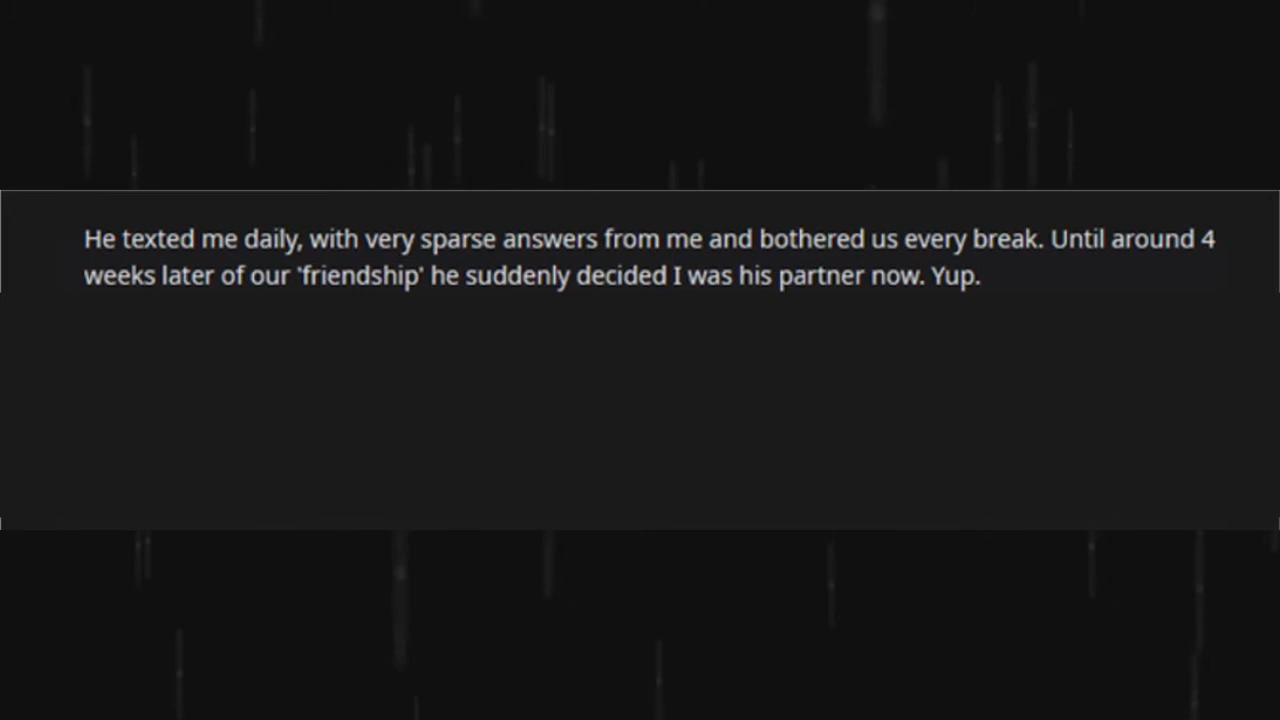 He texted me daily, with very sparse answers from me and bothered us every break. Until around 4
weeks later of our 'friendship' he suddenly decided I was his partner now. Yup.